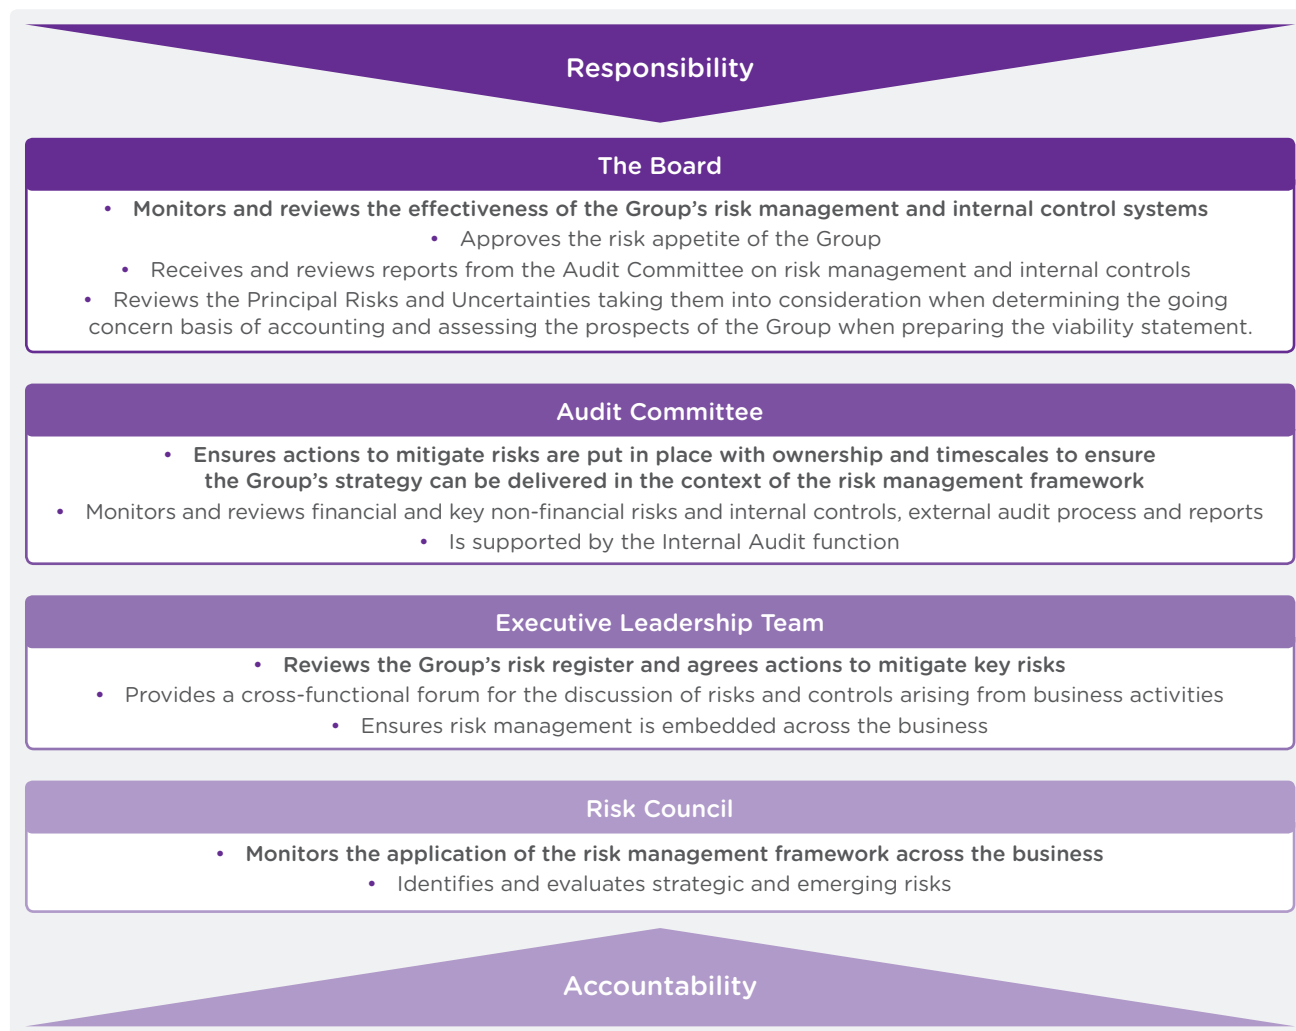 Responsibility
The Board
• Monitors and reviews the effectiveness of the Group’s risk management and internal control systems
• Approves the risk appetite of the Group
• Receives and reviews reports from the Audit Committee on risk management and internal controls
• Reviews the Principal Risks and Uncertainties taking them into consideration when determining the going
concern basis of accounting and assessing the prospects of the Group when preparing the viability statement.
Audit Committee
• Ensures actions to mitigate risks are put in place with ownership and timescales to ensure
the Group’s strategy can be delivered in the context of the risk management framework
• Monitors and reviews financial and key non-financial risks and internal controls, external audit process and reports
• Is supported by the Internal Audit function
Executive Leadership Team
• Reviews the Group’s risk register and agrees actions to mitigate key risks
• Provides a cross-functional forum for the discussion of risks and controls arising from business activities
• Ensures risk management is embedded across the business
Risk Council
• Monitors the application of the risk management framework across the business
• Identifies and evaluates strategic and emerging risks
Accountability